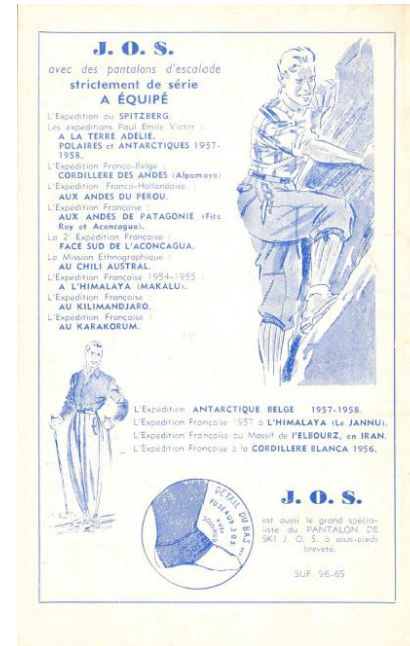 J. O. S.
avec des pantalons d'escalade
strictement de série
A ÉQUIPÉ
L'Expédition au SPITZBERG.
Les expéditions Paul Emile Victor :
A LA TERRE ADELIE.
POLAIRES et ANTARCTIQUES 1957-
1958.
L'Expédition Franco-Belge :
CORDILLERE DES ANDES (Alpamayo)
L'Expédition Franco-Hollandaise :
AUX ANDES DU PEROU.
L'Expédition Française :
AUX ANDES DE PATAGONIE (Fitz
Roy et Aconcagua).
La 2e Expédition Française :
FACE SUD DE L'ACONCAGUA.
La Mission Ethnographique :
AU CHILI AUSTRAL.
L'Expédition Française 1954-1955 :
A L'HIMALAYA (MAKALU).
L'Expédition Française :
AU KILIMANDJARO.
L'Expédition Française :
AU KARAKORUM.
L'Expédition ANTARCTIQUE BELGE 1957-1958.
L'Expédition Française 1957 à L'HIMALAYA (Le JANNU).
L'Expédition Française au Massif de l'ELBOURZ, en IRAN.
L'Expédition Française à la CORDILLERE BLANCA 1956.
DETAIL DU BAS
FUSEAUX J O S
AVEC
J. O. S.
est aussi le grand spécia-
liste du PANTALON DE
SKI J. O. S. à sous-pieds
breveté.
SUF. 96-65